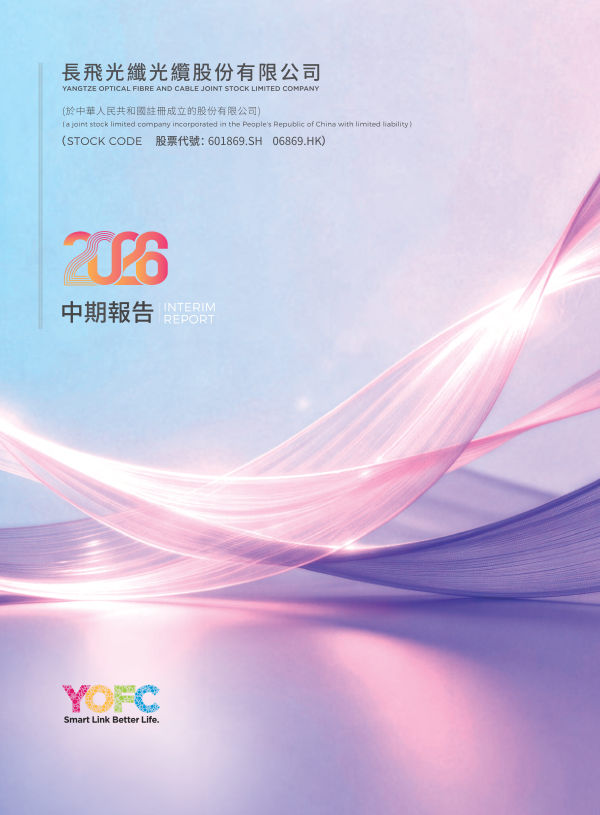 長飛光纖光纜股份有限公司
YANGTZE OPTICAL FIBRE AND CABLE JOINT STOCK LIMITED COMPANY
(於中華人民共和國註冊成立的股份有限公司)
(a joint stock limited company incorporated in the People's Republic of China with limited liability)
(STOCK CODE 股票代號: 601869.SH 06869.HK)
2026
中期報告 INTERIM REPORT
YOFC
Smart Link Better Life.